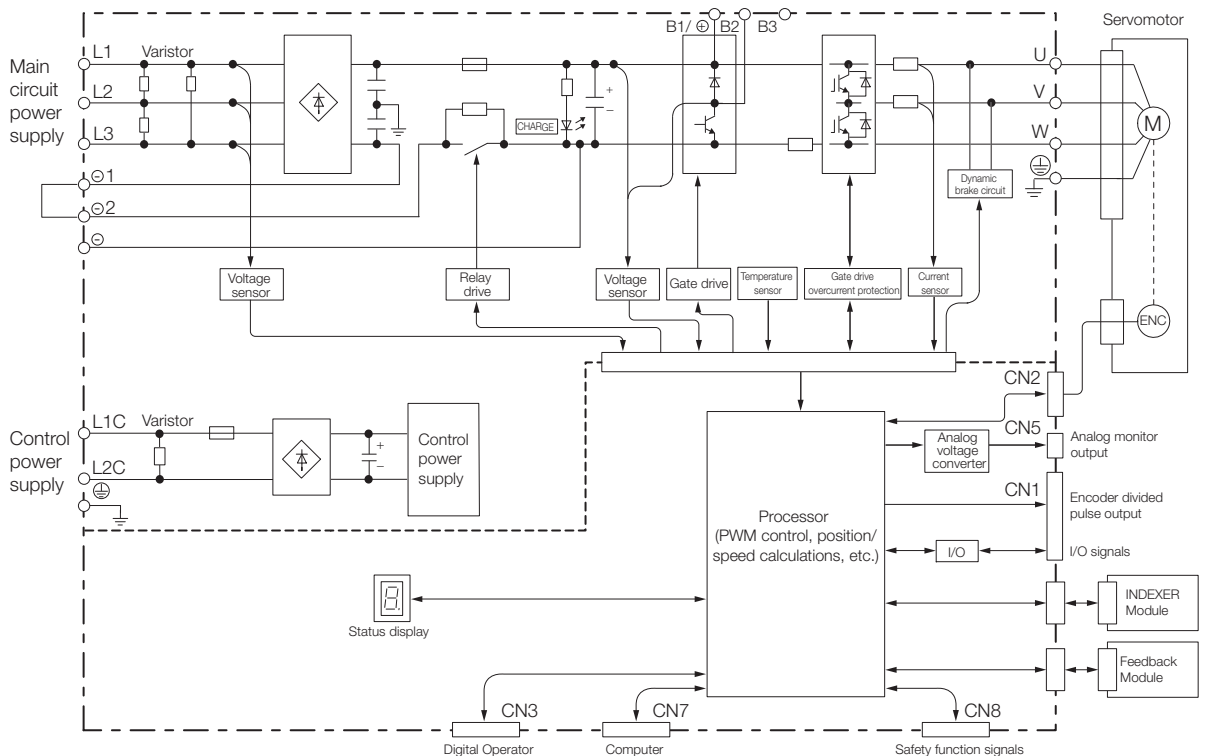 B1/ ⊕ B2 B3
Servomotor
Main
circuit
power
supply
L1
Varistor
L2
L3
⊖1
⊖2
⊖
CHARGE
+
–
U
V
W
M
Dynamic
brake circuit
Voltage
sensor
Relay
drive
Voltage
sensor
Gate drive
Temperature
sensor
Gate drive
overcurrent protection
Current
sensor
ENC
CN2
Control
power
supply
L1C
Varistor
L2C
+
–
Control
power
supply
CN5
Analog
voltage
converter
Analog monitor
output
CN1
Encoder divided
pulse output
Processor
(PWM control, position/
speed calculations, etc.)
I/O
I/O signals
8.
Status display
INDEXER
Module
Feedback
Module
CN3
CN7
CN8
Digital Operator
Computer
Safety function signals